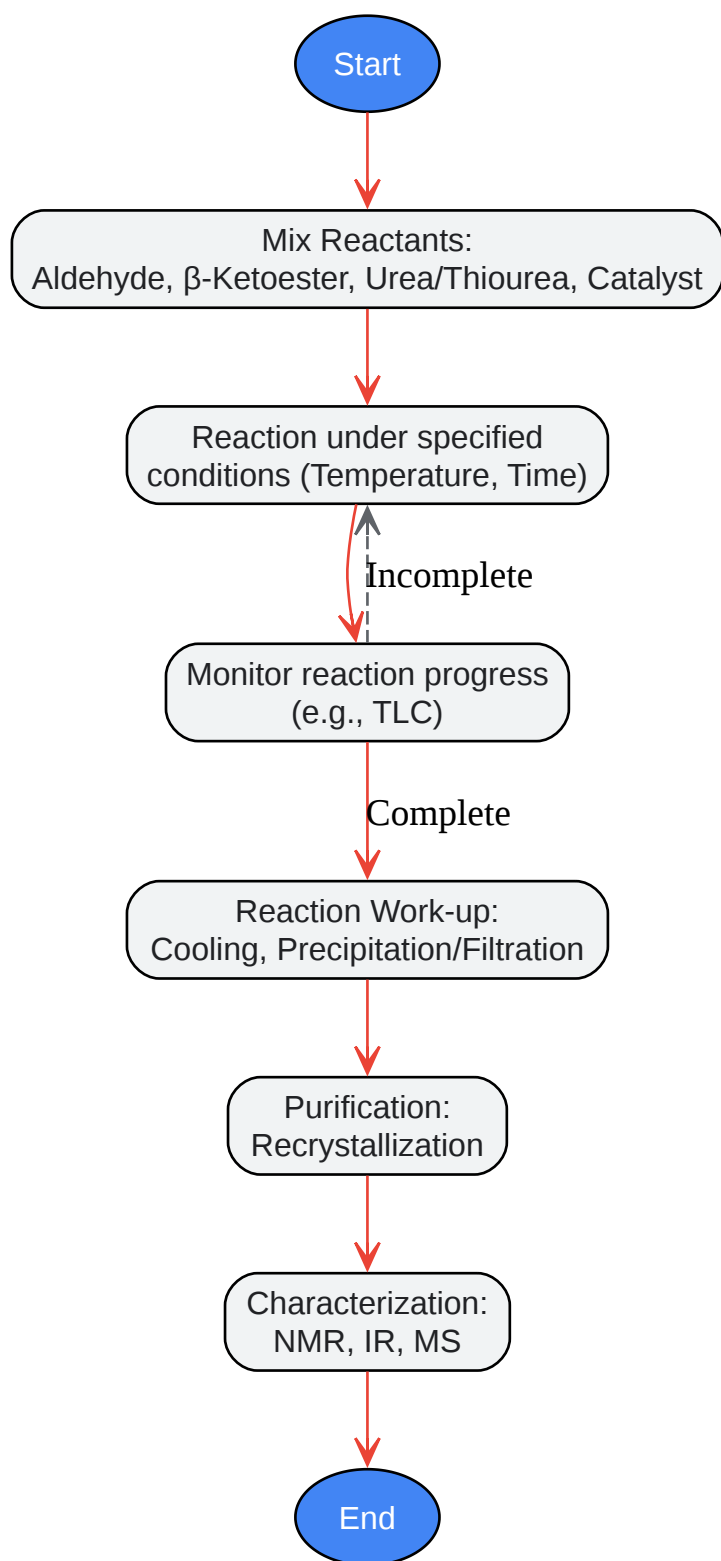 Start
Mix Reactants:
Aldehyde, β-Ketoester, Urea/Thiourea, Catalyst
Reaction under specified
conditions (Temperature, Time)
Incomplete
Monitor reaction progress
(e.g., TLC)
Complete
Reaction Work-up:
Cooling, Precipitation/Filtration
Purification:
Recrystallization
Characterization:
NMR, IR, MS
End